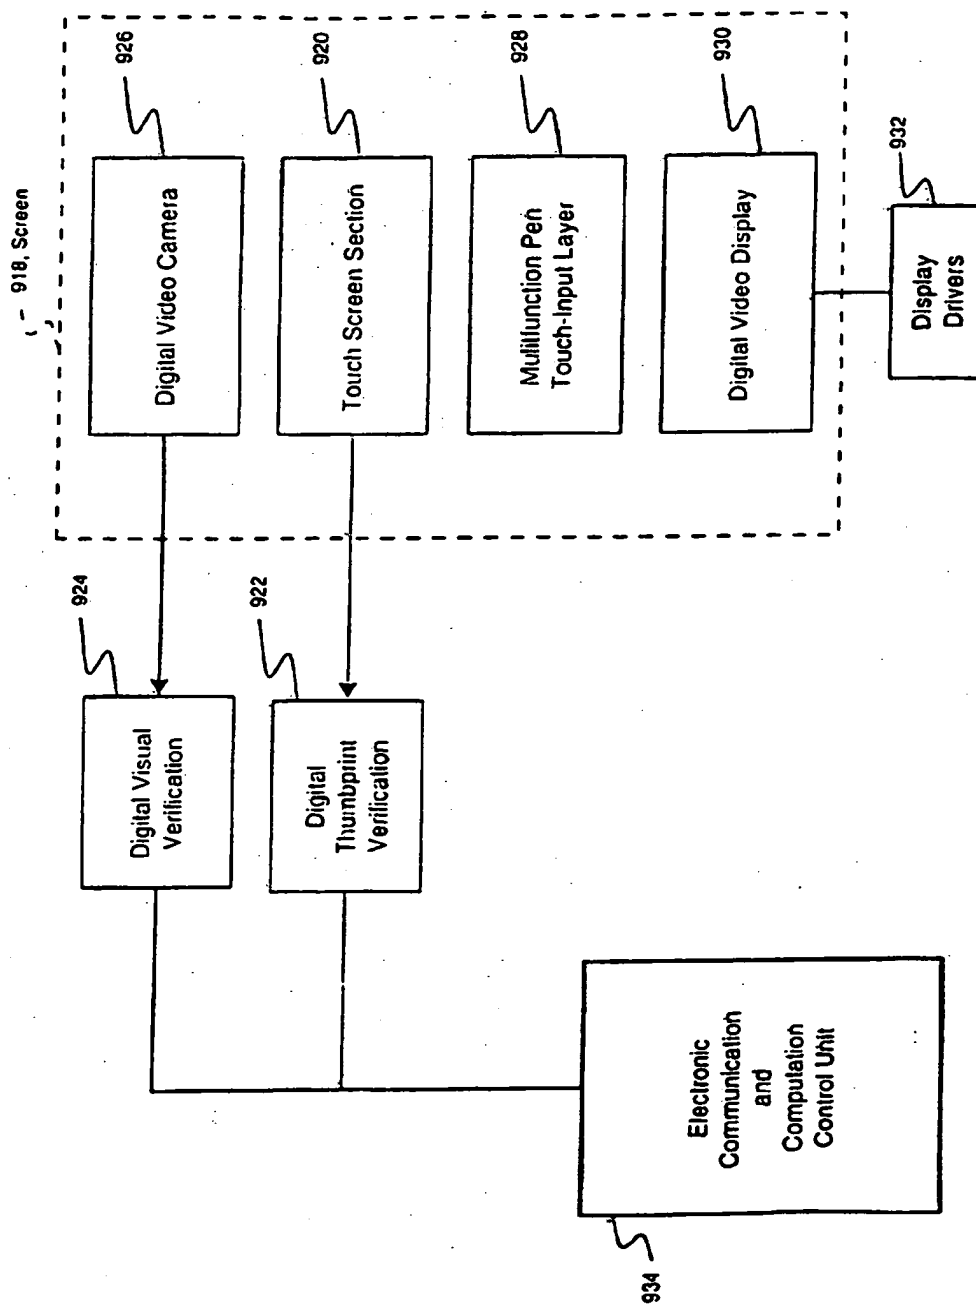 918, Screen
926
Digital Video Camera
920
Touch Screen Section
928
Multifunction Pen
Touch-Input Layer
930
Digital Video Display
932
Display
Drivers
924
Digital Visual
Verification
922
Digital
Thumbprint
Verification
Electronic
Communication
and
Computation
Control Unit
934